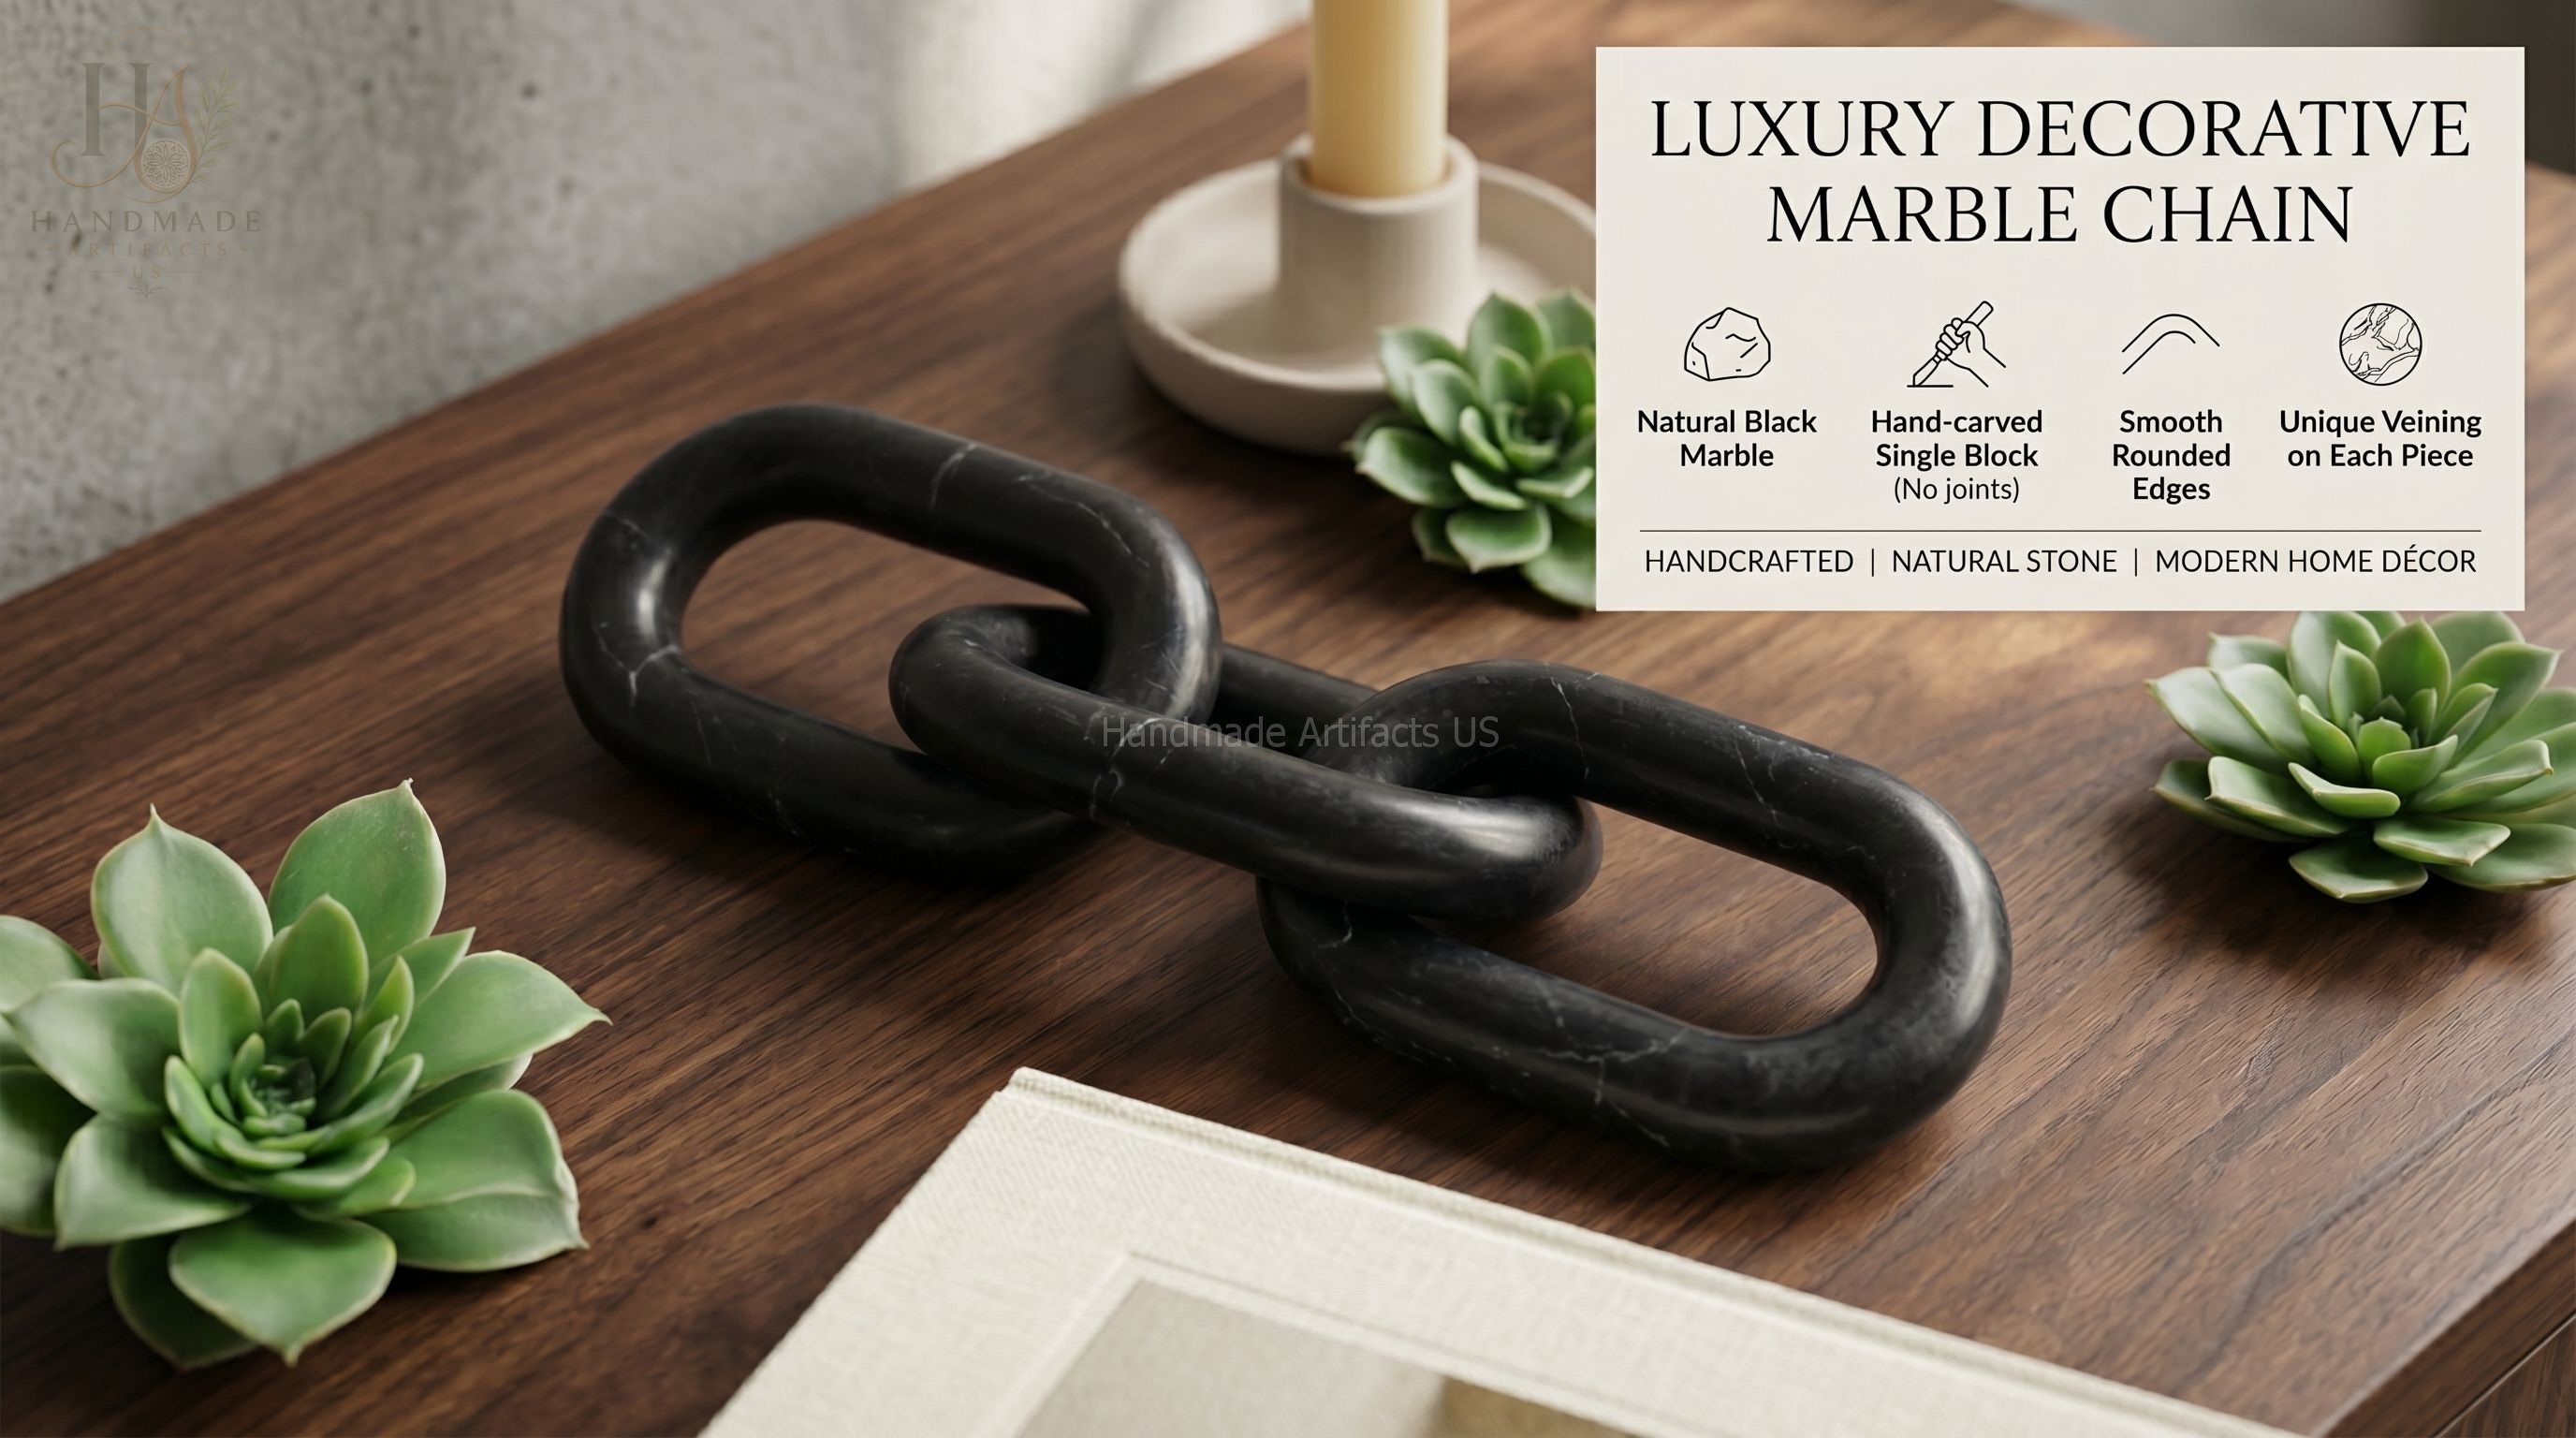 HA
HANDMADE
ARTIFACTS
US
LUXURY DECORATIVE
MARBLE CHAIN
Natural Black
Marble
Hand-carved
Single Block
(No joints)
Smooth
Rounded
Edges
Unique Veining
on Each Piece
HANDCRAFTED | NATURAL STONE | MODERN HOME DÉCOR
Handmade Artifacts US